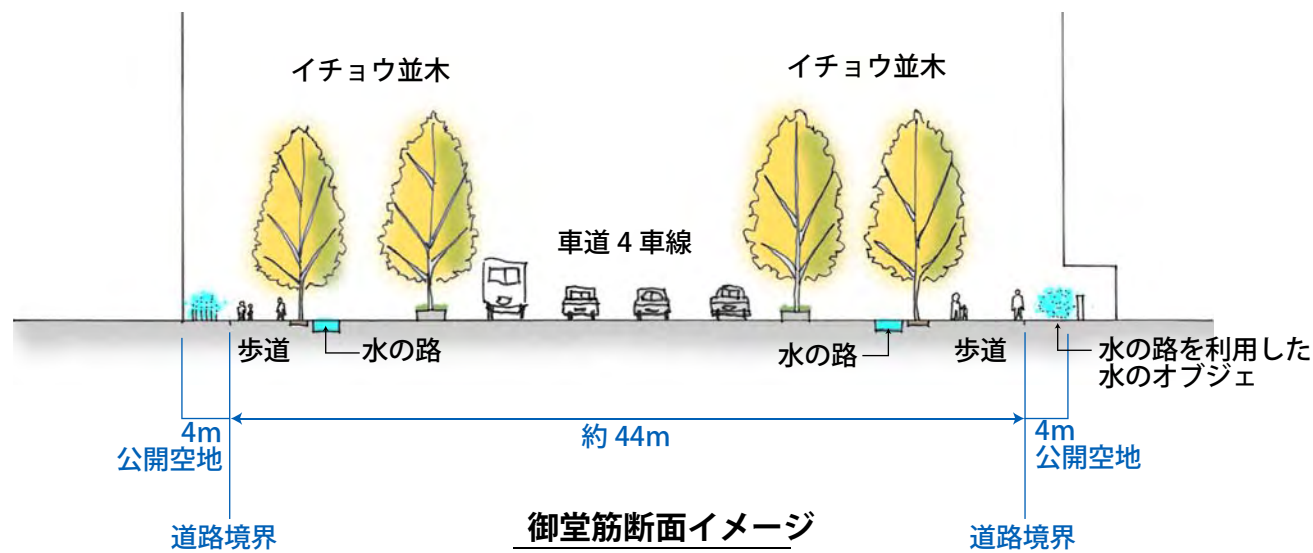 イチョウ並木
イチョウ並木
車道 4 車線
歩道
水の路
水の路
歩道
水の路を利用した
水のオブジェ
4m
公開空地
約 44m
4m
公開空地
道路境界
御堂筋断面イメージ
道路境界